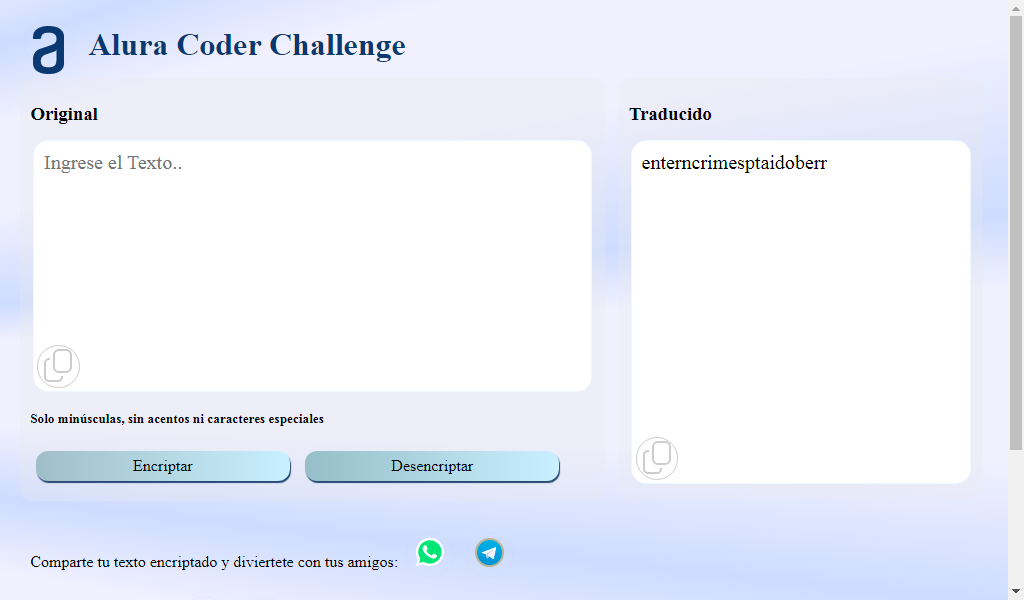 Alura Coder Challenge
Original
Ingrese el Texto..
Solo minúsculas, sin acentos ni caracteres especiales
Encriptar
Desencriptar
Traducido
enterncrimesptaidoberr
Comparte tu texto encriptado y diviertete con tus amigos: